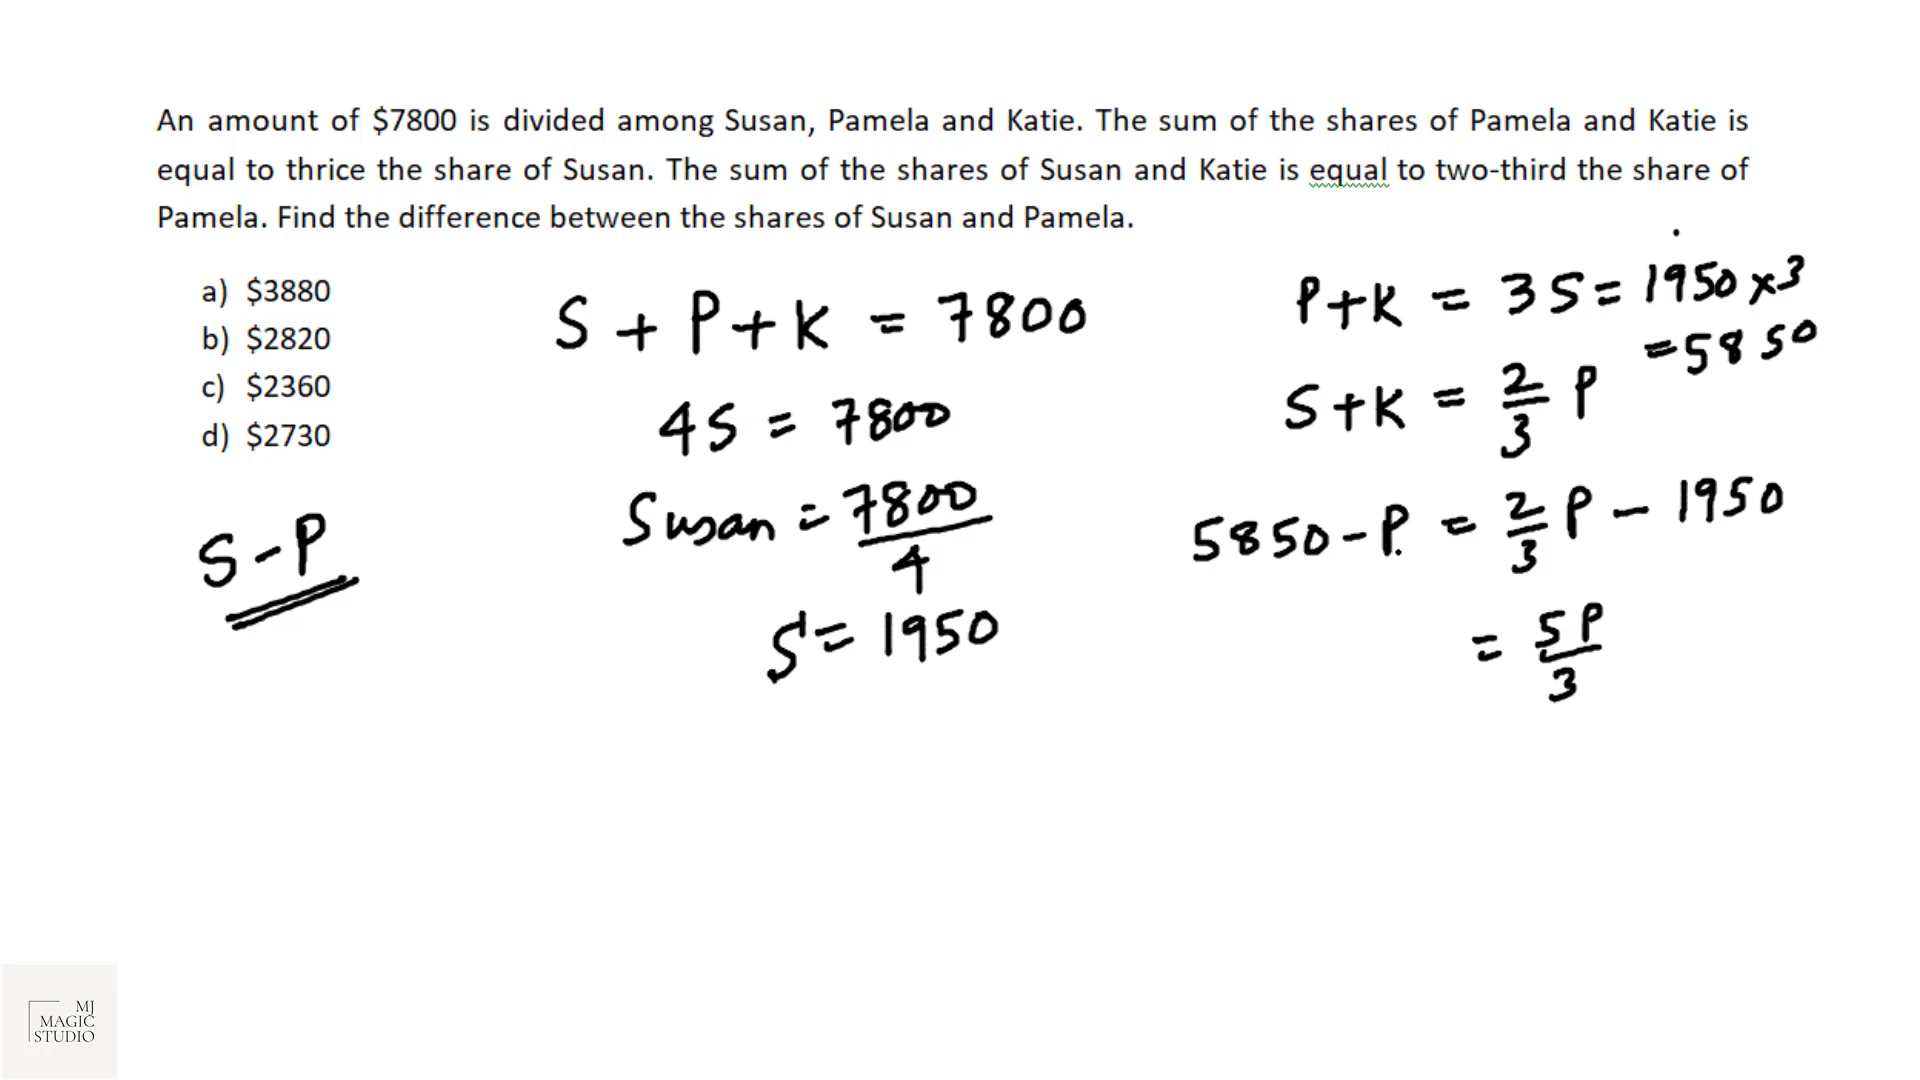 An amount of $7800 is divided among Susan, Pamela and Katie. The sum of the shares of Pamela and Katie is
equal to thrice the share of Susan. The sum of the shares of Susan and Katie is equal to two-third the share of
Pamela. Find the difference between the shares of Susan and Pamela.
a) $3880
b) $2820
c) $2360
d) $2730
S - P
S + P + K = 7800
4S = 7800
Susan = 7800/4
S = 1950
P + K = 3S = 1950 x 3
= 5850
S + K = 2/3 P
5850 - P = 2/3 P - 1950
= 5P/3
MJ
MAGIC
STUDIO